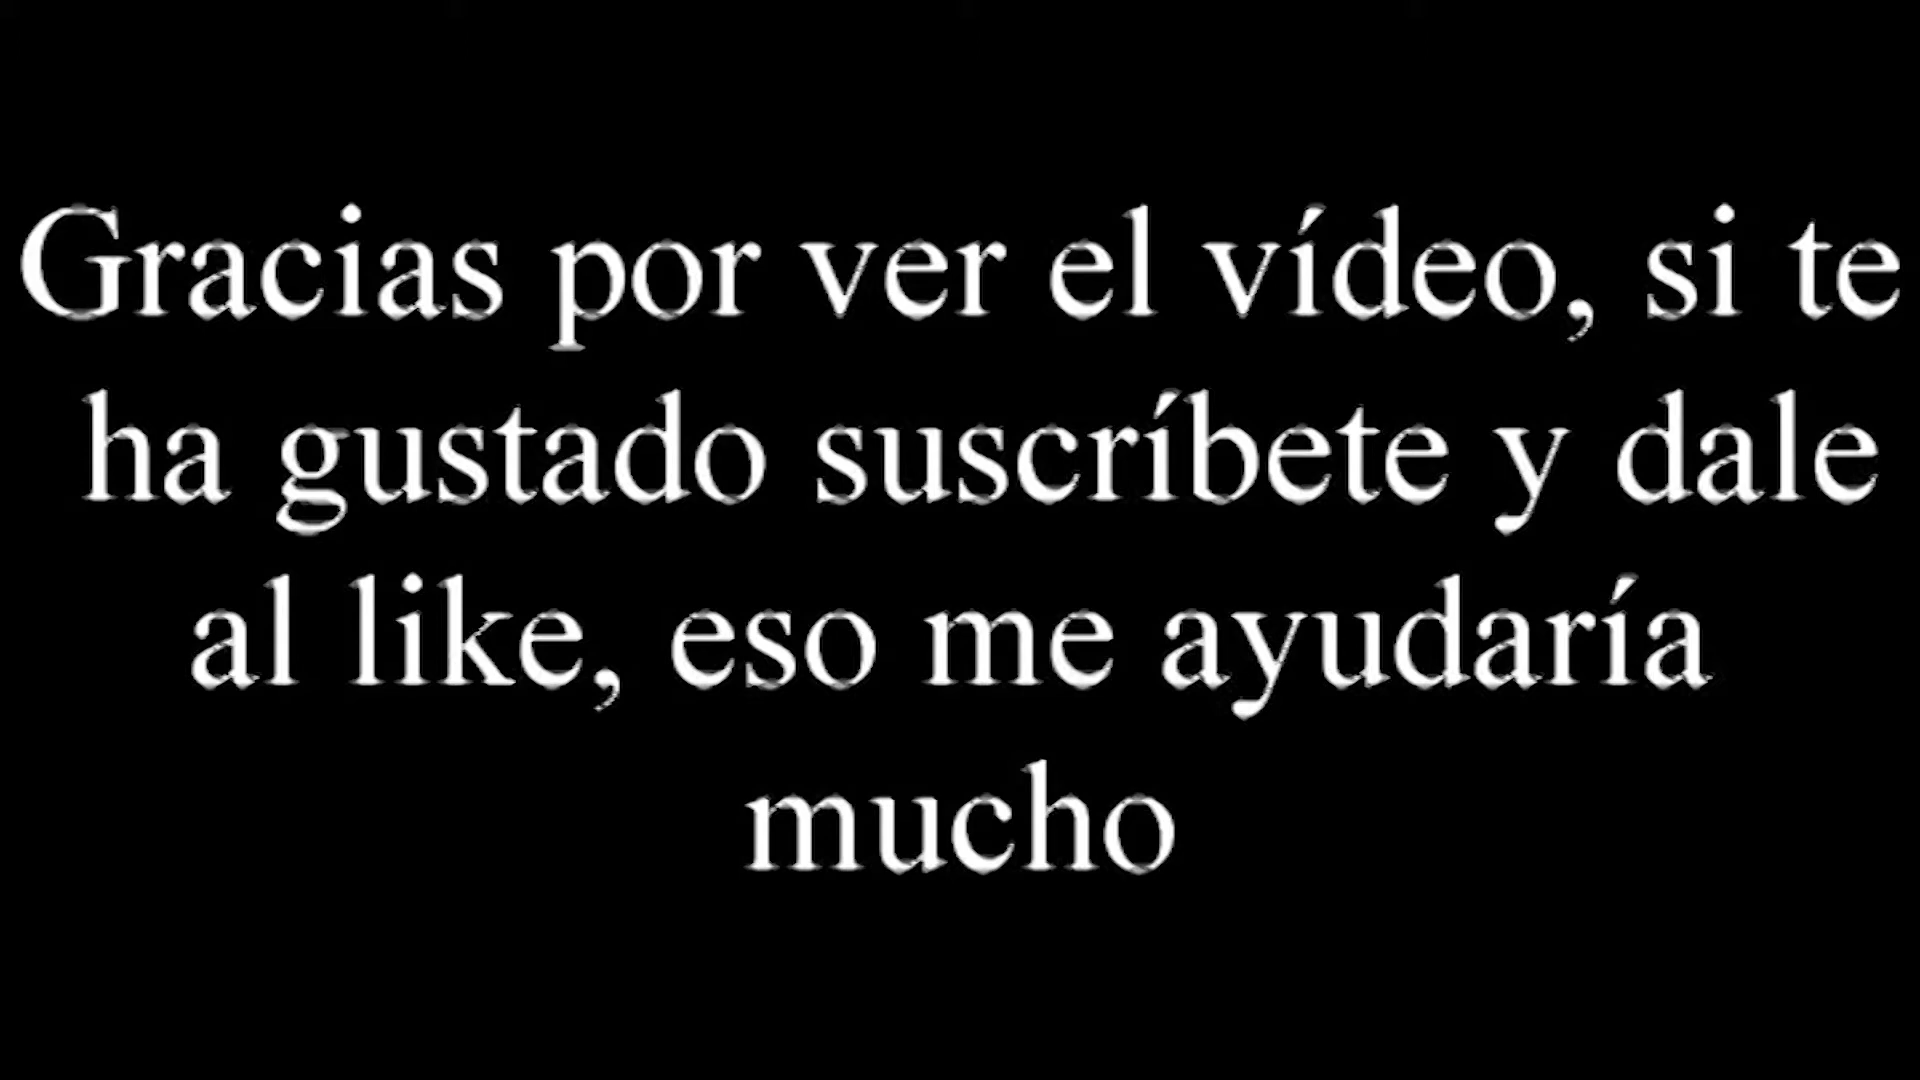 Gracias por ver el vídeo, si te
ha gustado suscríbete y dale
al like, eso me ayudaría
mucho